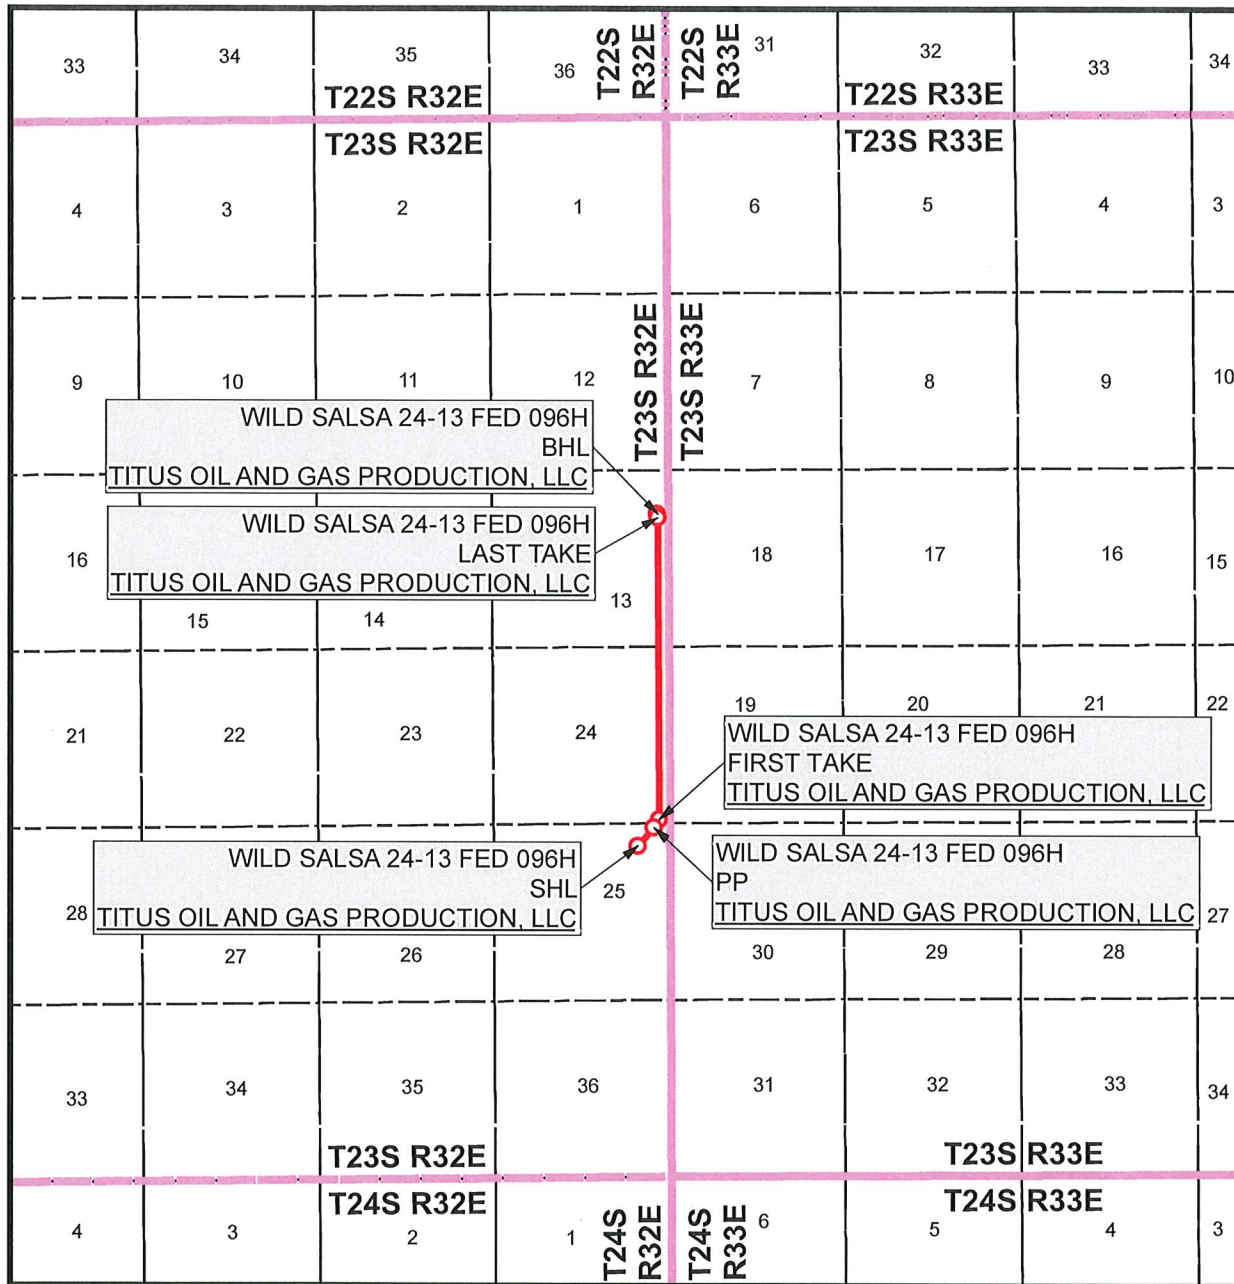 33
34
35
36
T22S
R32E
T22S
R33E
31
32
33
34
T22S R32E
T22S R33E
T23S R32E
T23S R33E
4
3
2
1
6
5
4
3
T23S R32E
T23S R33E
9
10
11
12
7
8
9
10
WILD SALSA 24-13 FED 096H
BHL
TITUS OIL AND GAS PRODUCTION, LLC
WILD SALSA 24-13 FED 096H
LAST TAKE
TITUS OIL AND GAS PRODUCTION, LLC
16
15
14
13
18
17
16
15
21
22
23
24
19
20
21
22
WILD SALSA 24-13 FED 096H
FIRST TAKE
TITUS OIL AND GAS PRODUCTION, LLC
WILD SALSA 24-13 FED 096H
SHL
TITUS OIL AND GAS PRODUCTION, LLC
WILD SALSA 24-13 FED 096H
PP
TITUS OIL AND GAS PRODUCTION, LLC
28
27
26
25
30
29
28
27
33
34
35
36
31
32
33
34
T23S R32E
T23S R33E
T24S R32E
T24S R33E
4
3
2
1
T24S
R32E
T24S
R33E
6
5
4
3